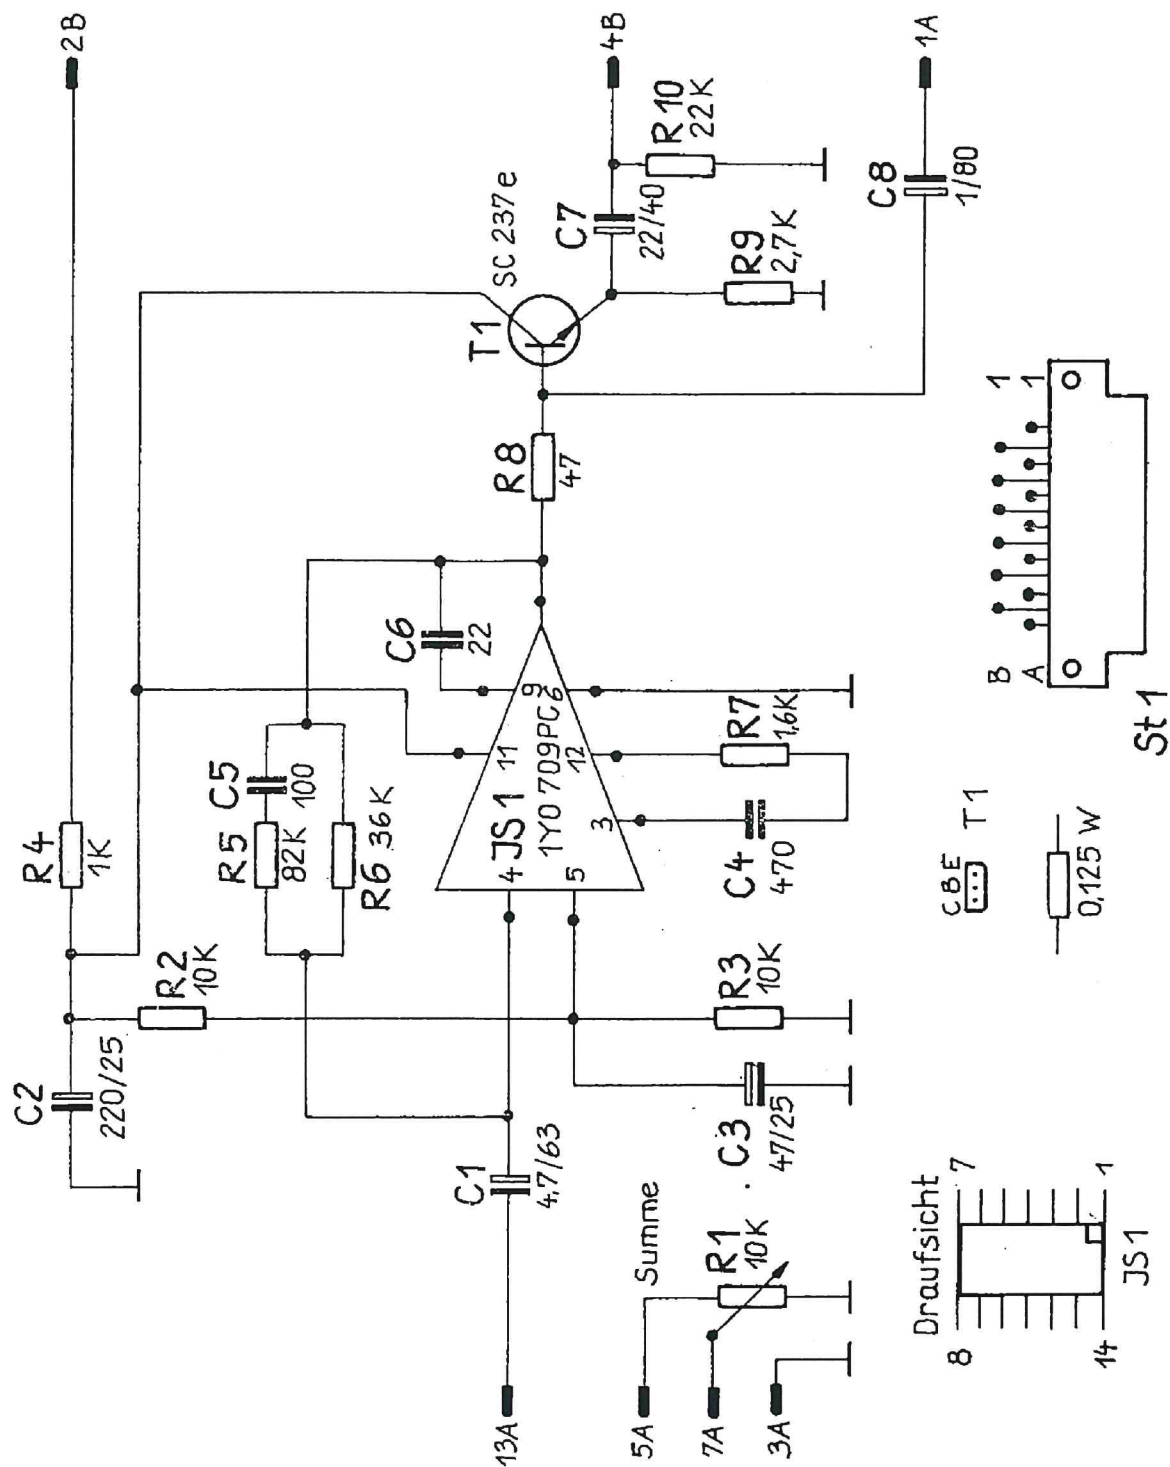 2B
R4
1K
C2
220/25
R2
10K
R5
82K
C5
100
R6
36K
C6
22
T1
SC 237e
4B
C7
22/40
R10
22K
R9
2,7K
1A
C8
1/80
R8
47
JS1
1YO 709PC
4
5
11
9
6
12
3
R7
1,6K
C4
470
R3
10K
C3
47/25
C1
4,7/63
13A
5A
Summe
7A
3A
R1
10K
Draufsicht
8
7
14
1
JS1
CBE
T1
0,125 W
B
A
1
1
St1